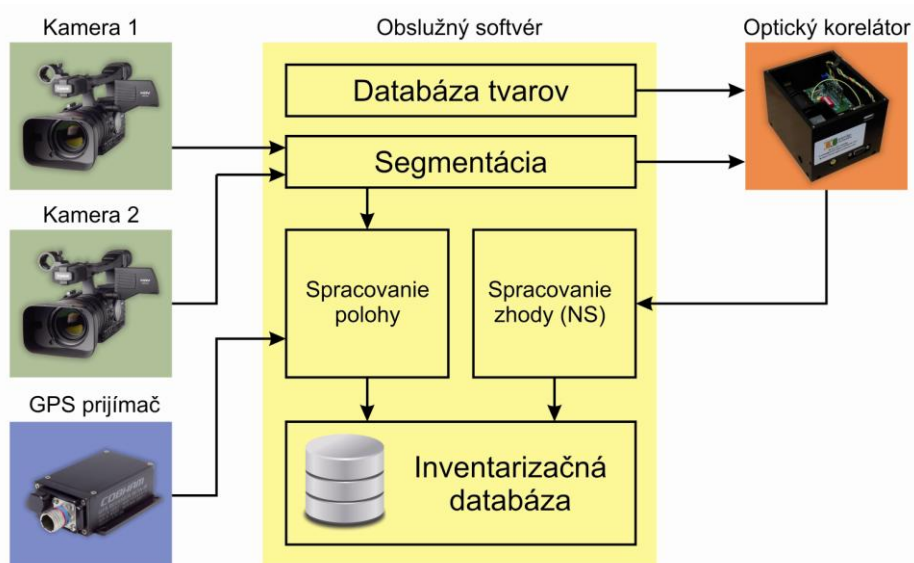 Kamera 1
Obslužný softvér
Optický korelátor
Databáza tvarov
Segmentácia
Kamera 2
Spracovanie
polohy
Spracovanie
zhody (NS)
GPS prijímač
COBHAM
Inventarizačná
databáza